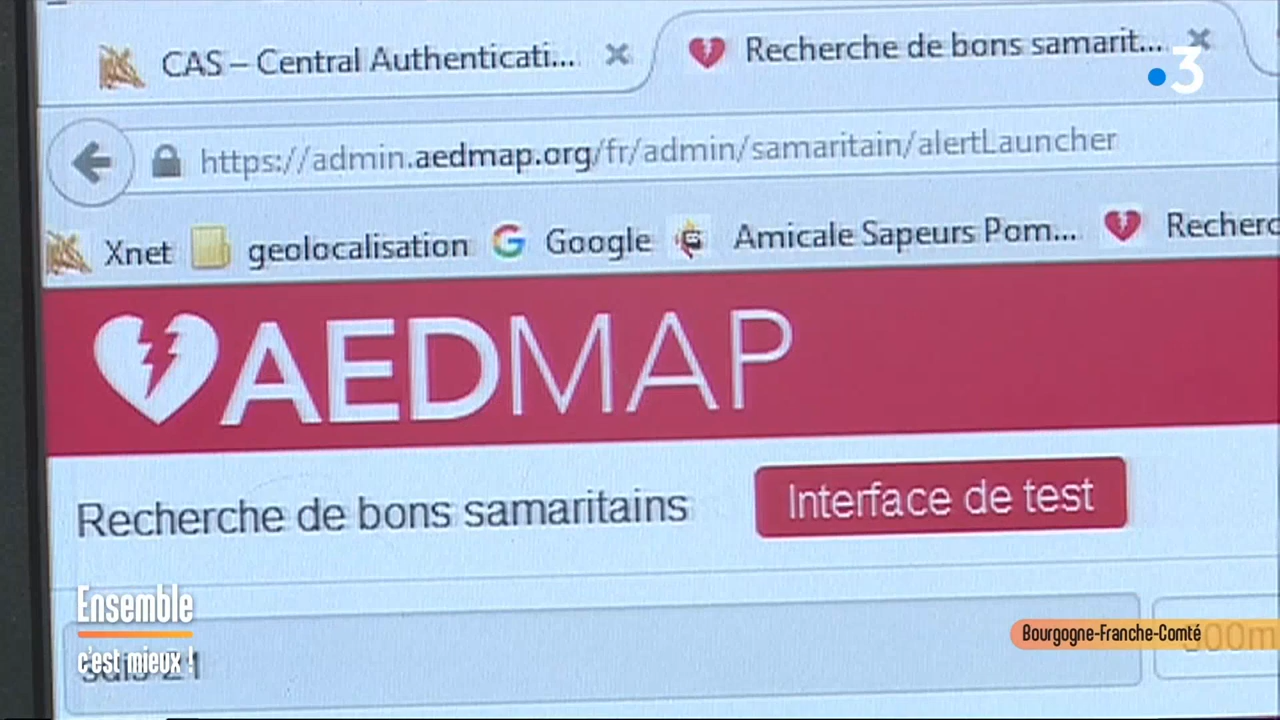 CAS – Central Authenticati...
Recherche de bons samarit...
3
https://admin.aedmap.org/fr/admin/samaritain/alertLauncher
Xnet
geolocalisation
Google
Amicale Sapeurs Pom...
Recherc
AEDMAP
Recherche de bons samaritains
Interface de test
Ensemble
c'est mieux !
21
Bourgogne-Franche-Comté